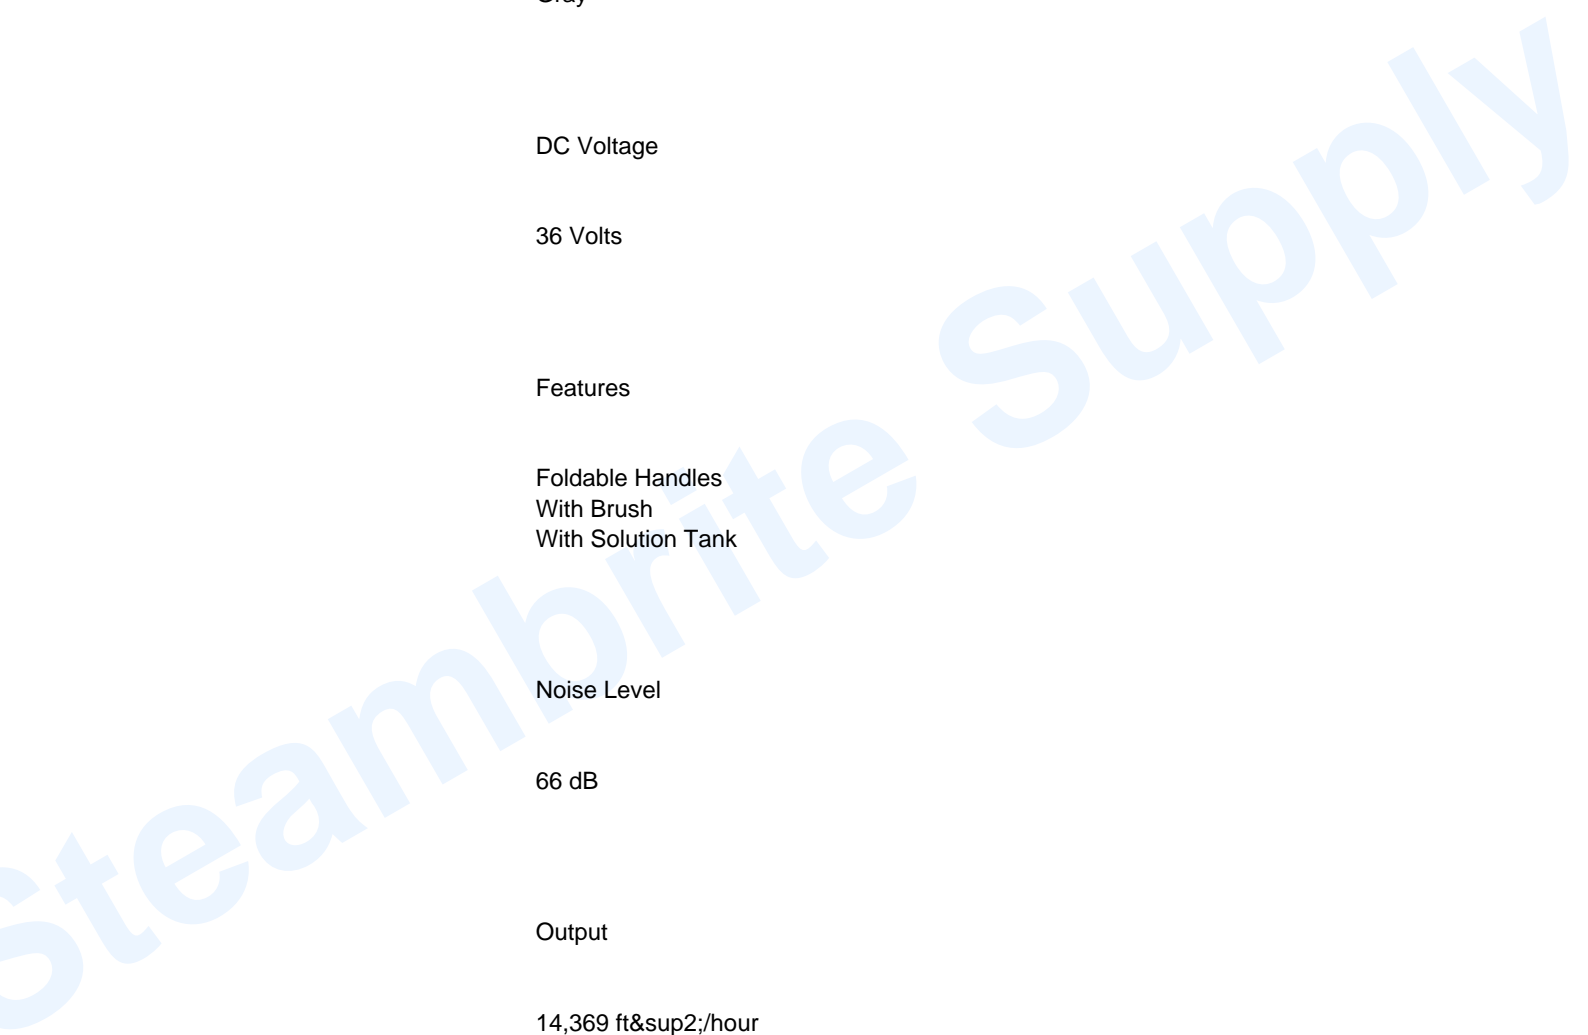 Gray
DC Voltage
36 Volts
Features
Foldable Handles
With Brush
With Solution Tank
Noise Level
66 dB
Output
14,369 ft&sup2;/hour
Steambrite Supply